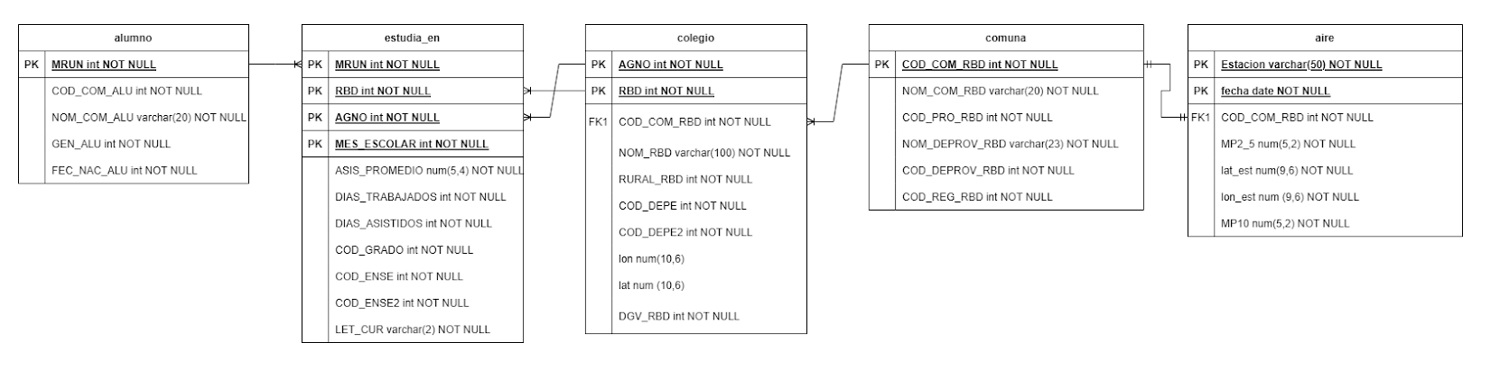 alumno
PK MRUN int NOT NULL
COD_COM_ALU int NOT NULL
NOM_COM_ALU varchar(20) NOT NULL
GEN_ALU int NOT NULL
FEC_NAC_ALU int NOT NULL
estudia_en
PK MRUN int NOT NULL
PK RBD int NOT NULL
PK AGNO int NOT NULL
PK MES_ESCOLAR int NOT NULL
ASIS_PROMEDIO num(5,4) NOT NULL
DIAS_TRABAJADOS int NOT NULL
DIAS_ASISTIDOS int NOT NULL
COD_GRADO int NOT NULL
COD_ENSE int NOT NULL
COD_ENSE2 int NOT NULL
LET_CUR varchar(2) NOT NULL
colegio
PK AGNO int NOT NULL
PK RBD int NOT NULL
FK1 COD_COM_RBD int NOT NULL
NOM_RBD varchar(100) NOT NULL
RURAL_RBD int NOT NULL
COD_DEPE int NOT NULL
COD_DEPE2 int NOT NULL
lon num(10,6)
lat num (10,6)
DGV_RBD int NOT NULL
comuna
PK COD_COM_RBD int NOT NULL
NOM_COM_RBD varchar(20) NOT NULL
COD_PRO_RBD int NOT NULL
NOM_DEPROV_RBD varchar(23) NOT NULL
COD_DEPROV_RBD int NOT NULL
COD_REG_RBD int NOT NULL
aire
PK Estacion varchar(50) NOT NULL
PK fecha date NOT NULL
FK1 COD_COM_RBD int NOT NULL
MP2_5 num(5,2) NOT NULL
lat_est num(9,6) NOT NULL
lon_est num (9,6) NOT NULL
MP10 num(5,2) NOT NULL